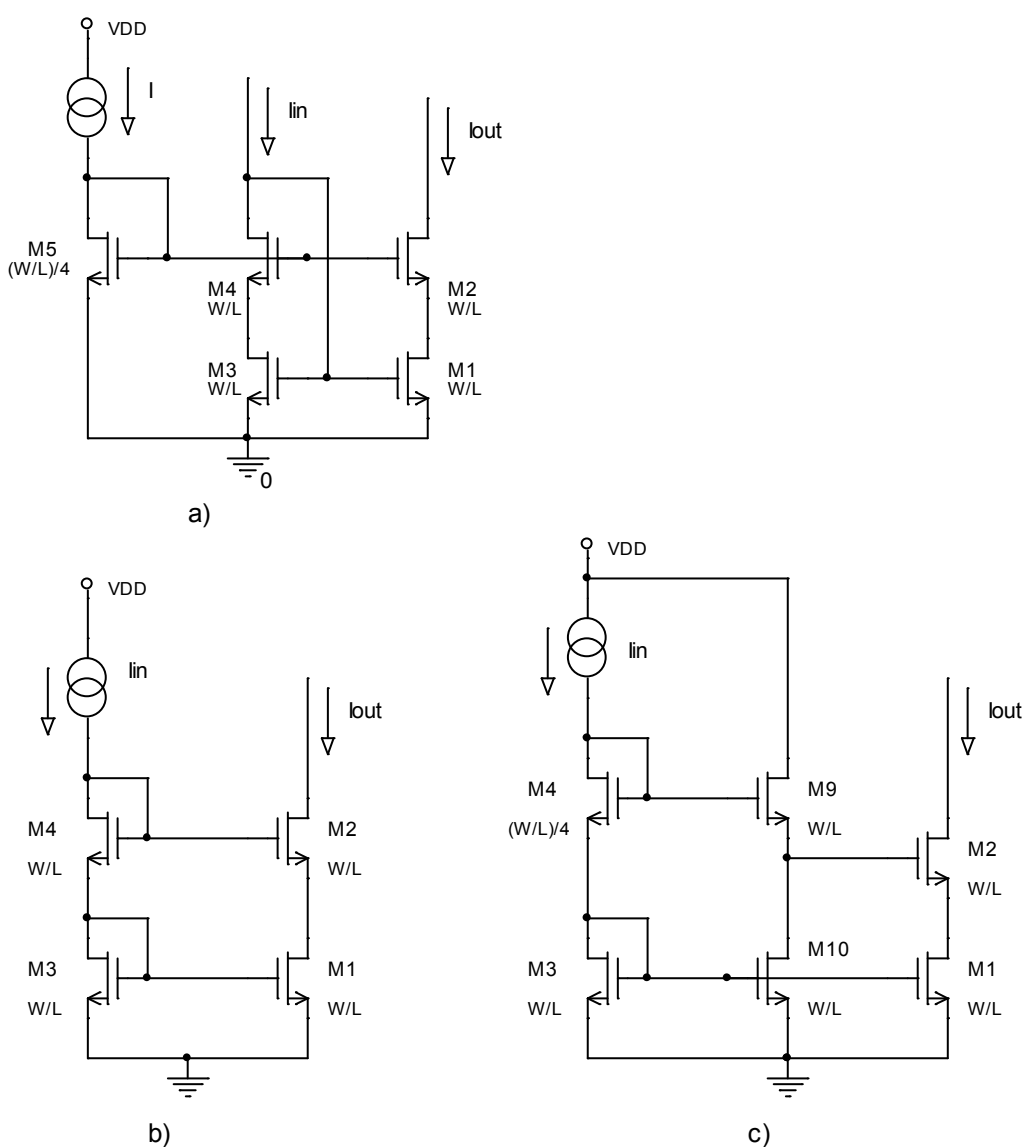 VDD
I
Iin
Iout
M5
(W/L)/4
M4
W/L
M2
W/L
M3
W/L
M1
W/L
0
a)
VDD
Iin
Iout
M4
W/L
M2
W/L
M3
W/L
M1
W/L
b)
VDD
Iin
Iout
M4
(W/L)/4
M9
W/L
M2
W/L
M3
W/L
M10
W/L
M1
W/L
c)